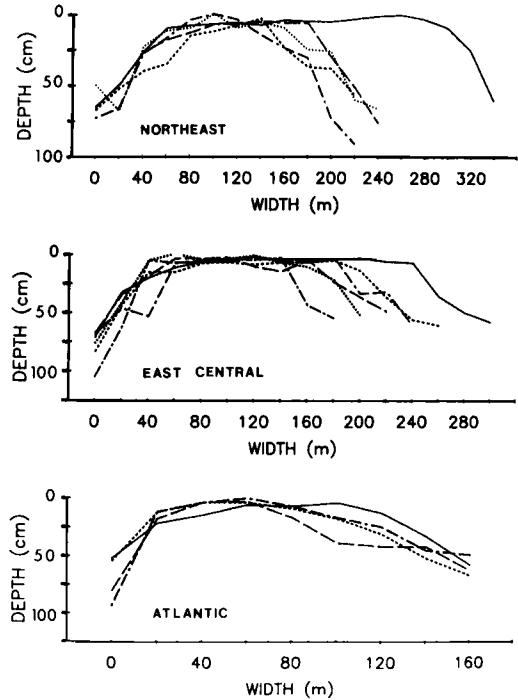 0
50
100
DEPTH (cm)
NORTHEAST
0 40 80 120 160 200 240 280 320
WIDTH (m)
0
50
100
DEPTH (cm)
EAST CENTRAL
0 40 80 120 160 200 240 280
WIDTH (m)
0
50
100
DEPTH (cm)
ATLANTIC
0 40 80 120 160
WIDTH (m)